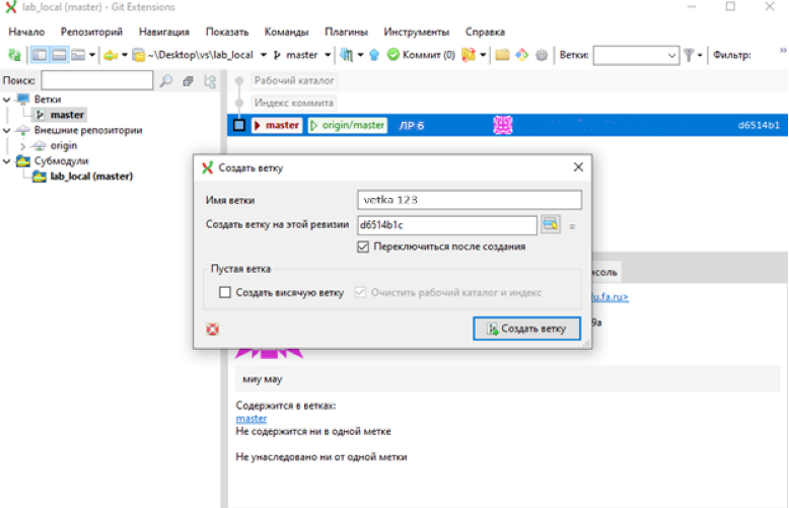 lab_local (master) - Git Extensions
Начало Репозиторий Навигация Показать Команды Плагины Инструменты Справка
~\Desktop\vs\lab_local master Коммит (0) Ветки: Фильтр: »
Поиск:
Рабочий каталог
Ветки
Индекс коммита
master
master origin/master ЛР 6 d6514b1
Внешние репозитории
origin
Субмодули
lab_local (master)
Создать ветку
Имя ветки vetka 123
Создать ветку на этой ревизии d6514b1c =
Переключиться после создания
Пустая ветка
нсоль
Создать висячую ветку Очистить рабочий каталог и индекс
lu.fa.ru>
Создать ветку
9a
миу мау
Содержится в ветках:
master
Не содержится ни в одной метке
Не унаследовано ни от одной метки